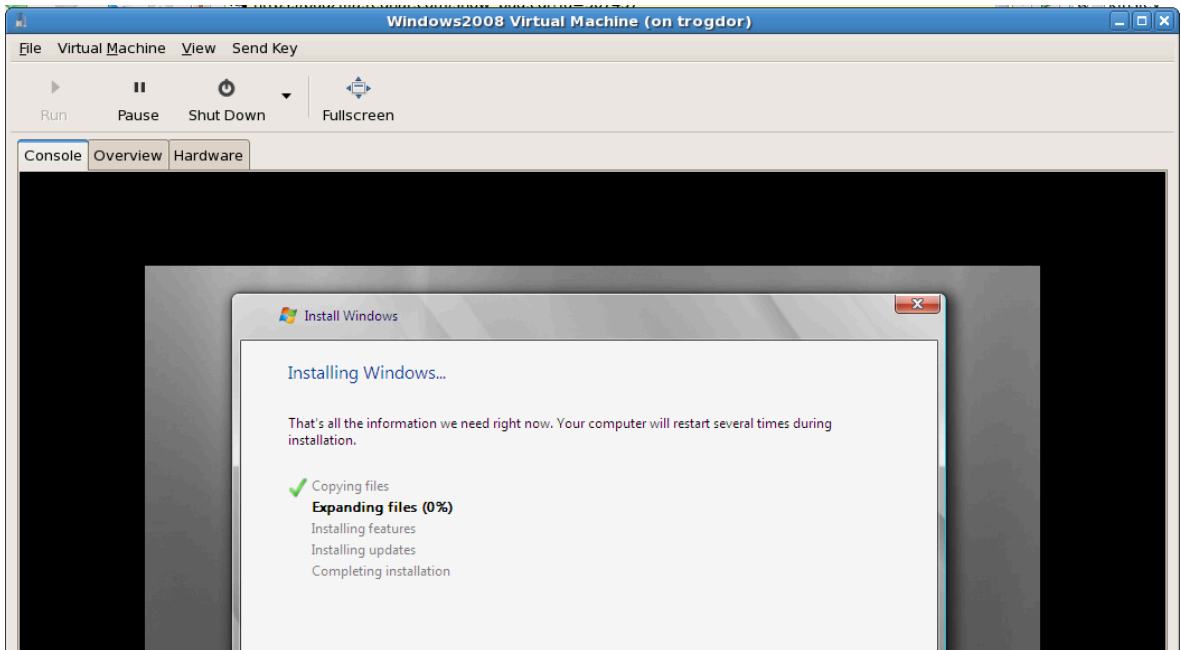 Windows2008 Virtual Machine (on trogdor)
File Virtual Machine View Send Key
Run Pause Shut Down Fullscreen
Console Overview Hardware
Install Windows
Installing Windows...
That's all the information we need right now. Your computer will restart several times during
installation.
Copying files
Expanding files (0%)
Installing features
Installing updates
Completing installation